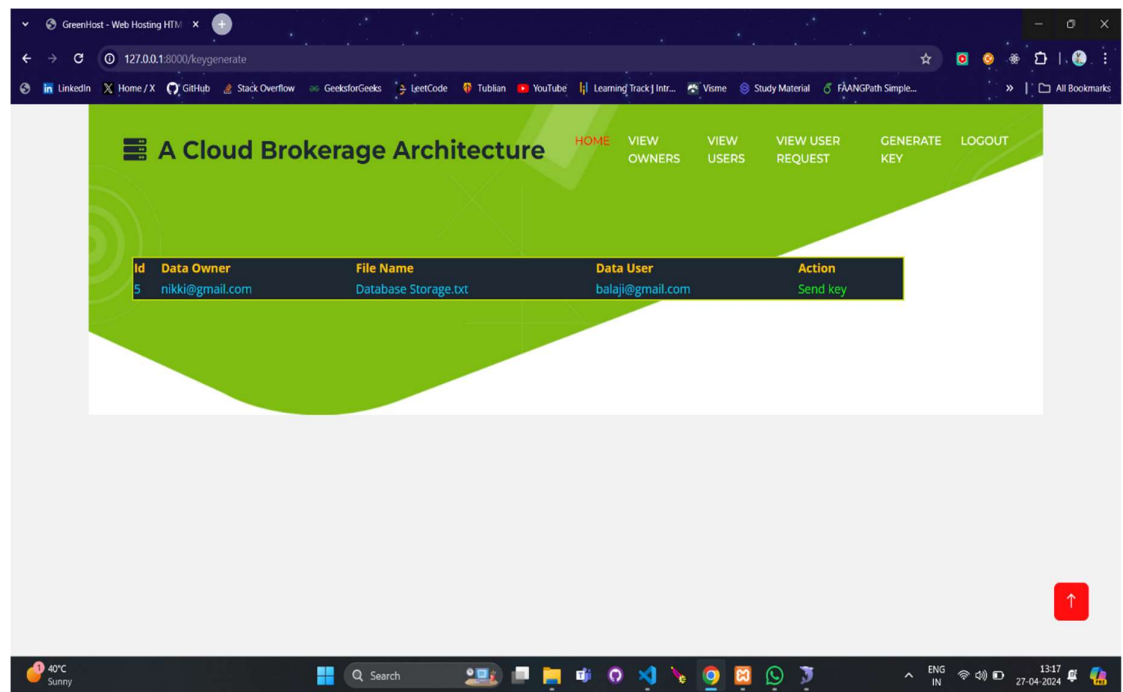 GreenHost - Web Hosting HTM
127.0.0.1:8000/keygenerate
LinkedIn Home / X GitHub Stack Overflow GeeksforGeeks LeetCode Tublian YouTube Learning Track | Intr... Visme Study Material FAANGPath Simple... » All Bookmarks
A Cloud Brokerage Architecture
HOME
VIEW OWNERS
VIEW USERS
VIEW USER REQUEST
GENERATE KEY
LOGOUT
Id Data Owner File Name Data User Action
5 nikki@gmail.com Database Storage.txt balaji@gmail.com Send key
1 40°C
Sunny
Search
ENG
IN
13:17
27-04-2024